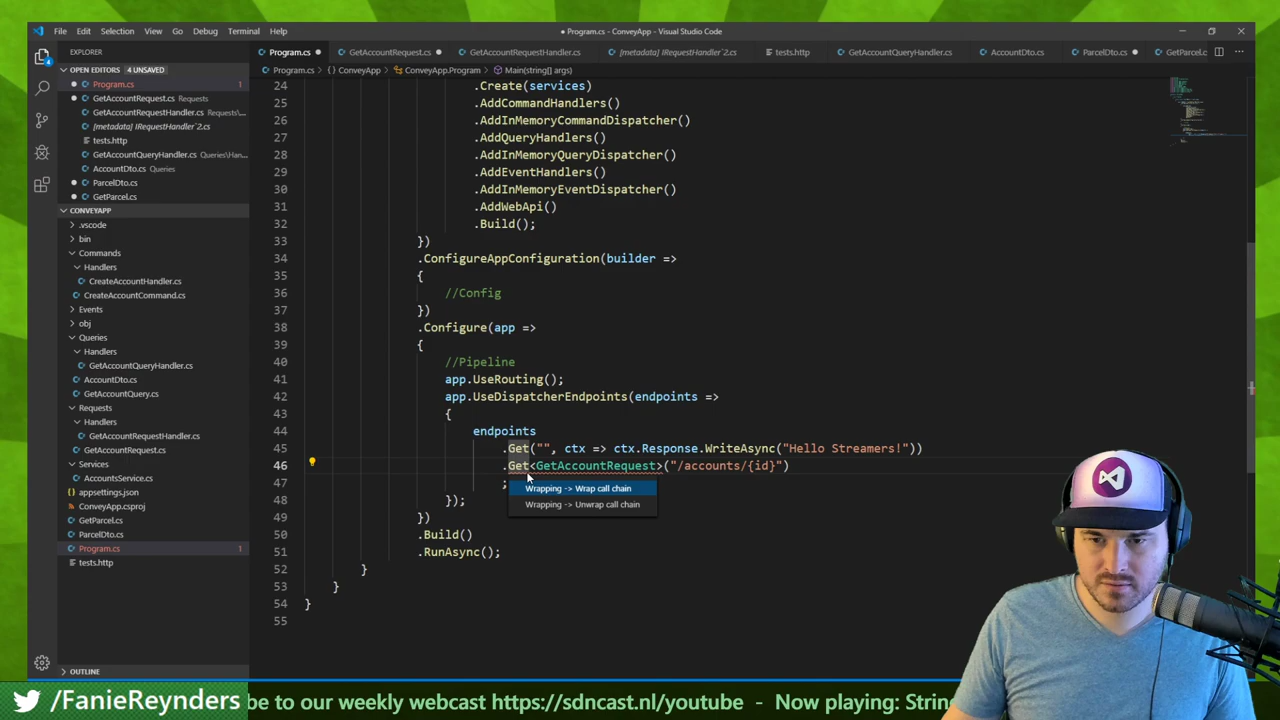 File Edit Selection View Go Debug Terminal Help
● Program.cs - ConveyApp - Visual Studio Code
EXPLORER
Program.cs ●
GetAccountRequest.cs ●
GetAccountRequestHandler.cs
[metadata] IRequestHandler`2.cs
tests.http
GetAccountQueryHandler.cs
AccountDto.cs
ParcelDto.cs ●
GetParcel.cs
OPEN EDITORS 4 UNSAVED
Program.cs 1
GetAccountRequest.cs Requests
GetAccountRequestHandler.cs Requests\...
[metadata] IRequestHandler`2.cs
tests.http
GetAccountQueryHandler.cs Queries\Han...
AccountDto.cs Queries
ParcelDto.cs
GetParcel.cs
CONVEYAPP
.vscode
bin
Commands
Handlers
CreateAccountHandler.cs
CreateAccountCommand.cs
Events
obj
Queries
Handlers
GetAccountQueryHandler.cs
AccountDto.cs
GetAccountQuery.cs
Requests
Handlers
GetAccountRequestHandler.cs
GetAccountRequest.cs
Services
AccountsService.cs
appsettings.json
ConveyApp.csproj
GetParcel.cs
ParcelDto.cs
Program.cs 1
tests.http
OUTLINE
Program.cs > {} ConveyApp > ConveyApp.Program > Main(string[] args)
24 .Create(services)
25 .AddCommandHandlers()
26 .AddInMemoryCommandDispatcher()
27 .AddQueryHandlers()
28 .AddInMemoryQueryDispatcher()
29 .AddEventHandlers()
30 .AddInMemoryEventDispatcher()
31 .AddWebApi()
32 .Build();
33 })
34 .ConfigureAppConfiguration(builder =>
35 {
36 //Config
37 })
38 .Configure(app =>
39 {
40 //Pipeline
41 app.UseRouting();
42 app.UseDispatcherEndpoints(endpoints =>
43 {
44 endpoints
45 .Get("", ctx => ctx.Response.WriteAsync("Hello Streamers!"))
46 .Get<GetAccountRequest>("/accounts/{id}")
47 ;
Wrapping -> Wrap call chain
Wrapping -> Unwrap call chain
48 });
49 })
50 .Build()
51 .RunAsync();
52 }
53 }
54 }
55
4
/FanieReynders
be to our weekly webcast https://sdncast.nl/youtube - Now playing: Strin